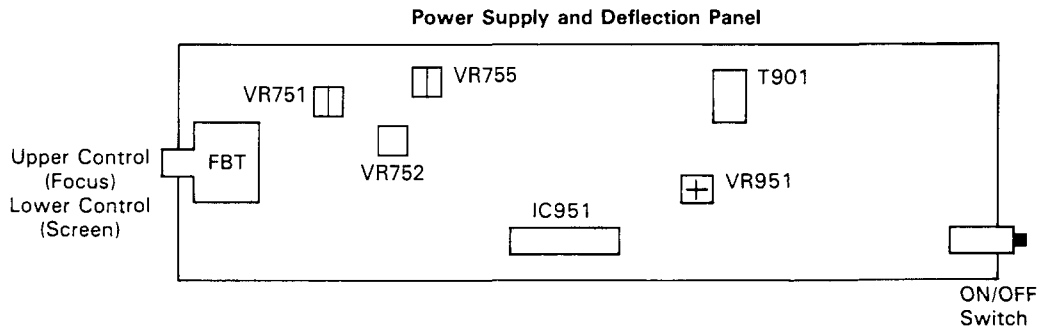 Power Supply and Deflection Panel
VR751
VR755
T901
Upper Control
(Focus)
Lower Control
(Screen)
FBT
VR752
VR951
IC951
ON/OFF
Switch